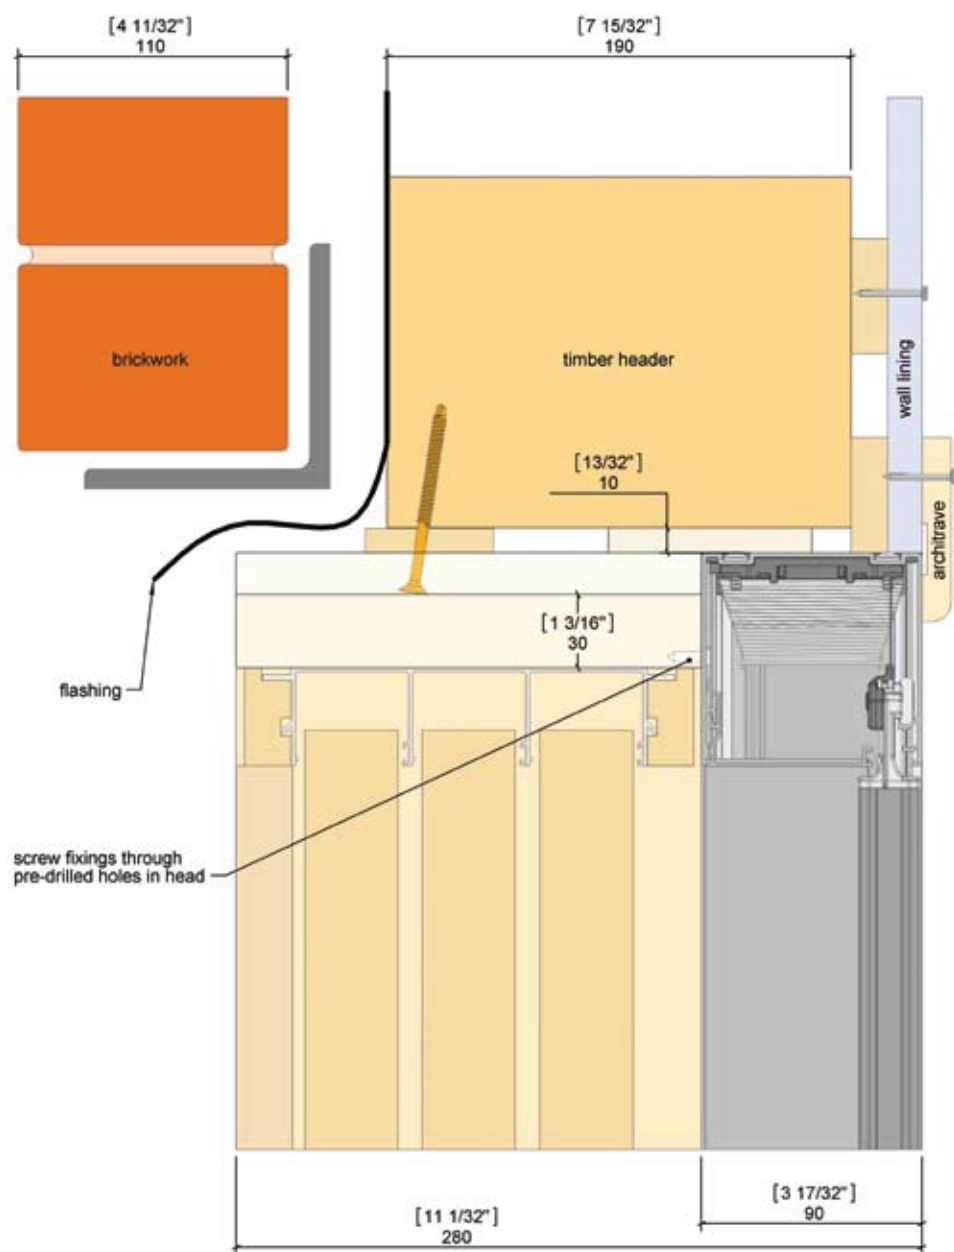 [4 11/32"]
110
[7 15/32"]
190
brickwork
timber header
wall lining
[13/32"]
10
architrave
[1 3/16"]
30
flashing
screw fixings through
pre-drilled holes in head
[3 17/32"]
90
[11 1/32"]
280